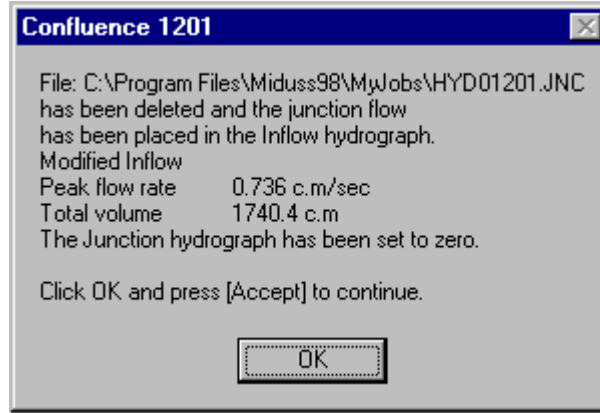 Confluence 1201
File: C:\Program Files\Miduss98\MyJobs\HYD01201.JNC
has been deleted and the junction flow
has been placed in the Inflow hydrograph.
Modified Inflow
Peak flow rate 0.736 c.m/sec
Total volume 1740.4 c.m
The Junction hydrograph has been set to zero.
Click OK and press [Accept] to continue.
OK